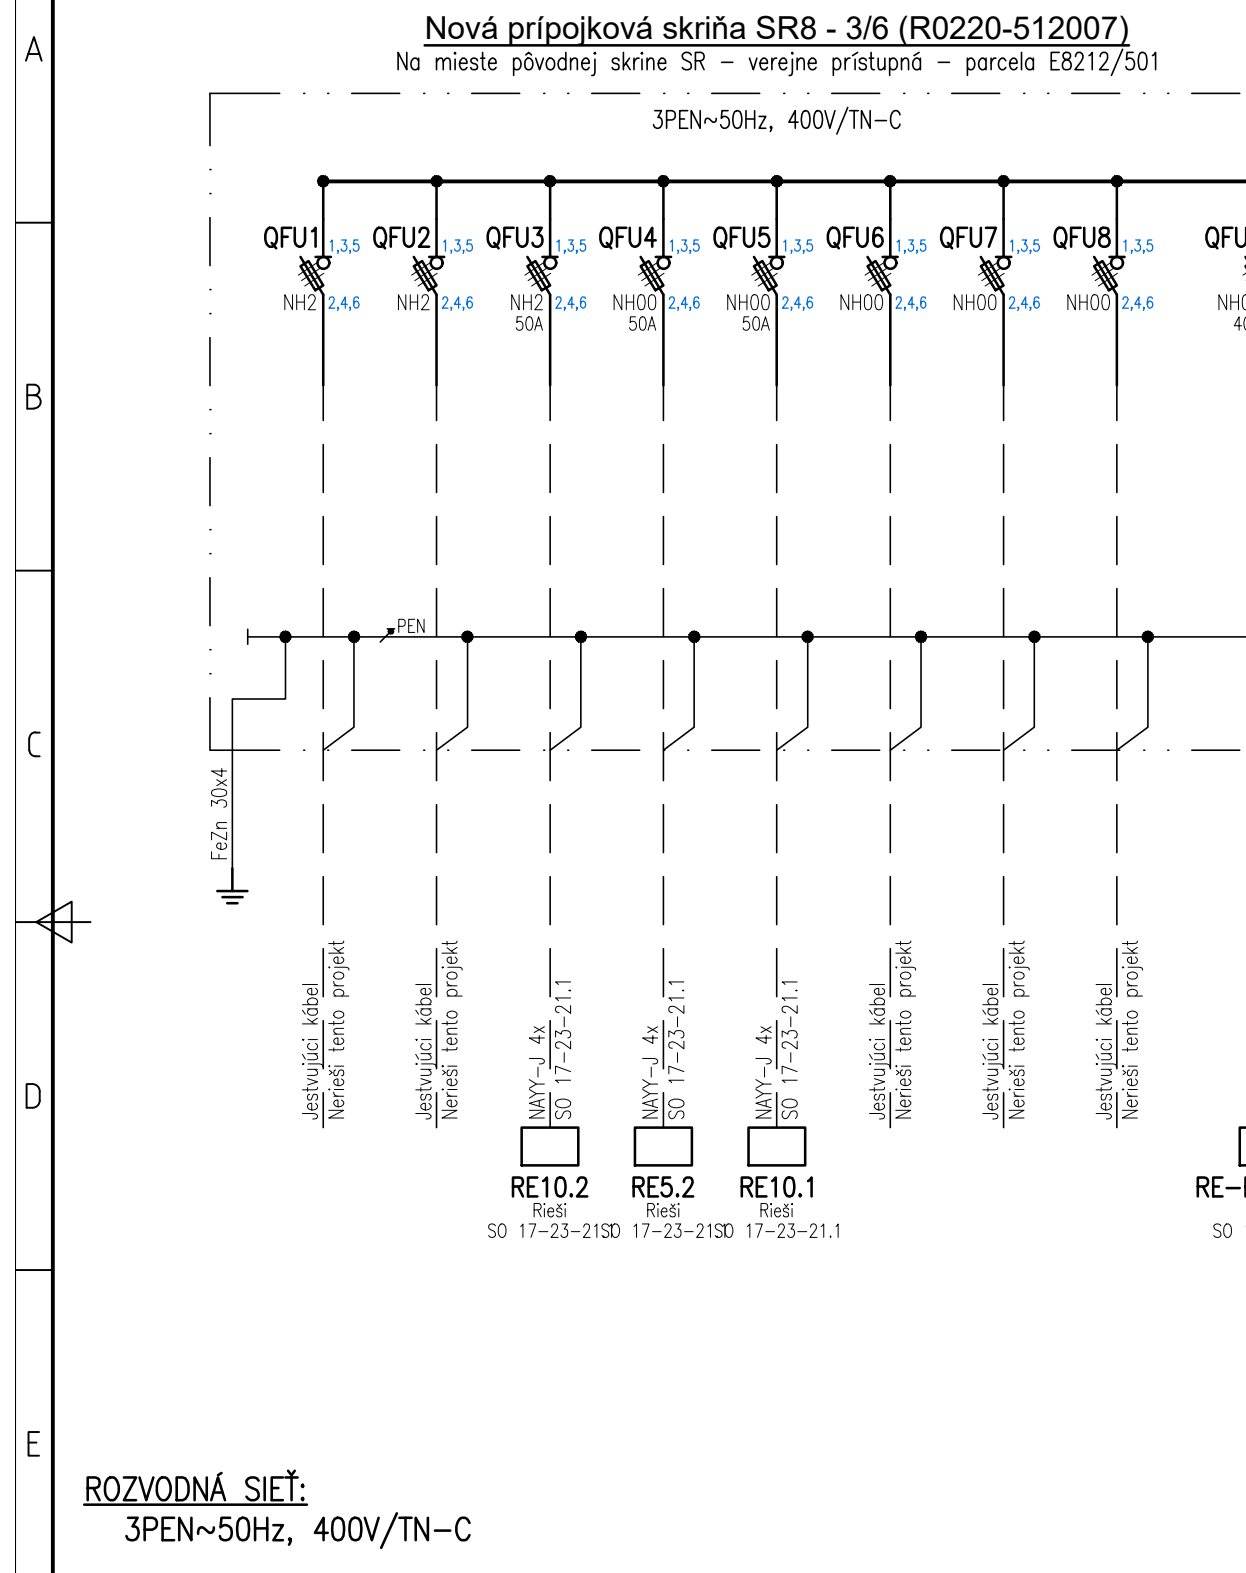 A
Nová prípojková skriňa SR8 - 3/6 (R0220-512007)
Na mieste pôvodnej skrine SR – verejne prístupná – parcela E8212/501
3PEN~50Hz, 400V/TN-C
QFU1 1,3,5
NH2 2,4,6
QFU2 1,3,5
NH2 2,4,6
QFU3 1,3,5
NH2 2,4,6
50A
QFU4 1,3,5
NH00 2,4,6
50A
QFU5 1,3,5
NH00 2,4,6
50A
QFU6 1,3,5
NH00 2,4,6
QFU7 1,3,5
NH00 2,4,6
QFU8 1,3,5
NH00 2,4,6
QFU
B
PEN
C
FeZn 30x4
Jestvujúci kábel
Nerieši tento projekt
Jestvujúci kábel
Nerieši tento projekt
NAYY-J 4x
SO 17-23-21.1
NAYY-J 4x
SO 17-23-21.1
NAYY-J 4x
SO 17-23-21.1
Jestvujúci kábel
Nerieši tento projekt
Jestvujúci kábel
Nerieši tento projekt
Jestvujúci kábel
Nerieši tento projekt
D
RE10.2
Rieši
SO 17-23-21
RE5.2
Rieši
SO 17-23-21
RE10.1
Rieši
SO 17-23-21.1
RE-
SO
E
ROZVODNÁ SIEŤ:
3PEN~50Hz, 400V/TN-C